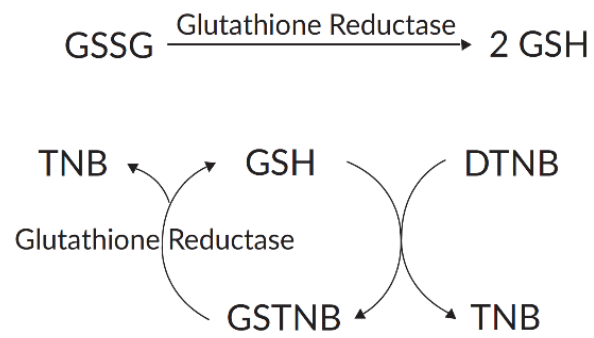 Glutathione Reductase
GSSG 2 GSH
TNB GSH DTNB
Glutathione Reductase
GSTNB TNB